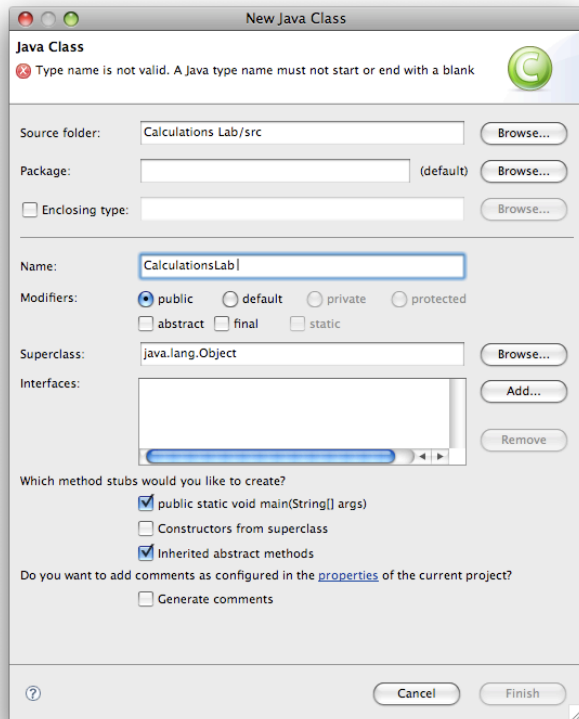 New Java Class
Java Class
Type name is not valid. A Java type name must not start or end with a blank
C
Source folder: Calculations Lab/src Browse...
Package: (default) Browse...
Enclosing type: Browse...
Name: CalculationsLab
Modifiers: public default private protected
abstract final static
Superclass: java.lang.Object Browse...
Interfaces: Add...
Remove
Which method stubs would you like to create?
public static void main(String[] args)
Constructors from superclass
Inherited abstract methods
Do you want to add comments as configured in the properties of the current project?
Generate comments
? Cancel Finish